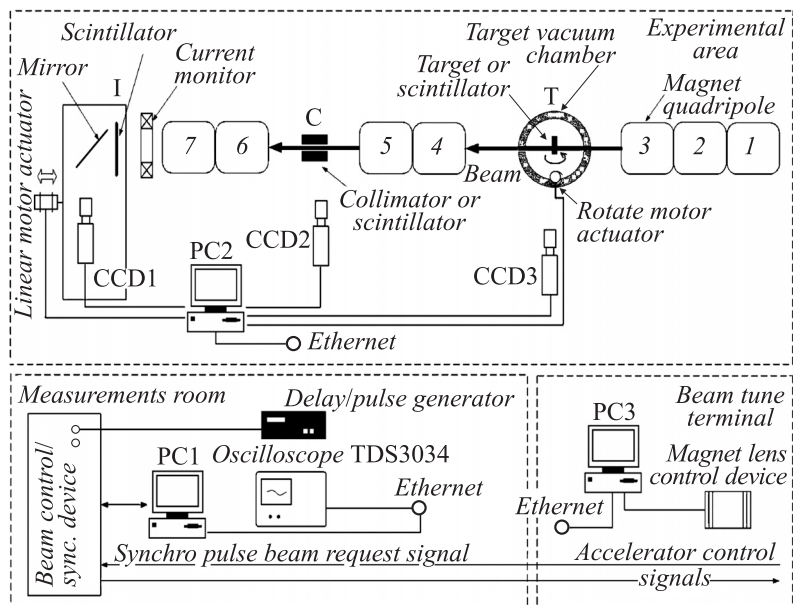 Scintillator
Mirror
Current
monitor
I
Linear motor actuator
7
6
C
5
4
Collimator or
scintillator
Target vacuum
chamber
Target or
scintillator
T
Beam
Rotate motor
actuator
Experimental
area
Magnet
quadripole
3
2
1
CCD1
PC2
CCD2
CCD3
Ethernet
Measurements room
Delay/pulse generator
Beam control/
sync. device
PC1
Oscilloscope TDS3034
Ethernet
Synchro pulse beam request signal
Beam tune
terminal
PC3
Magnet lens
control device
Ethernet
Accelerator control
signals